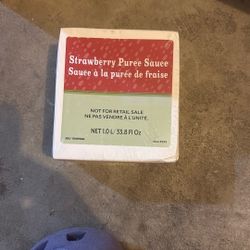 Strawberry Puree Sauce
Sauce à la purée de fraise
NOT FOR RETAIL SALE
NE PAS VENDRE À L'UNITÉ.
NET 1.0 L/33.8 Fl Oz